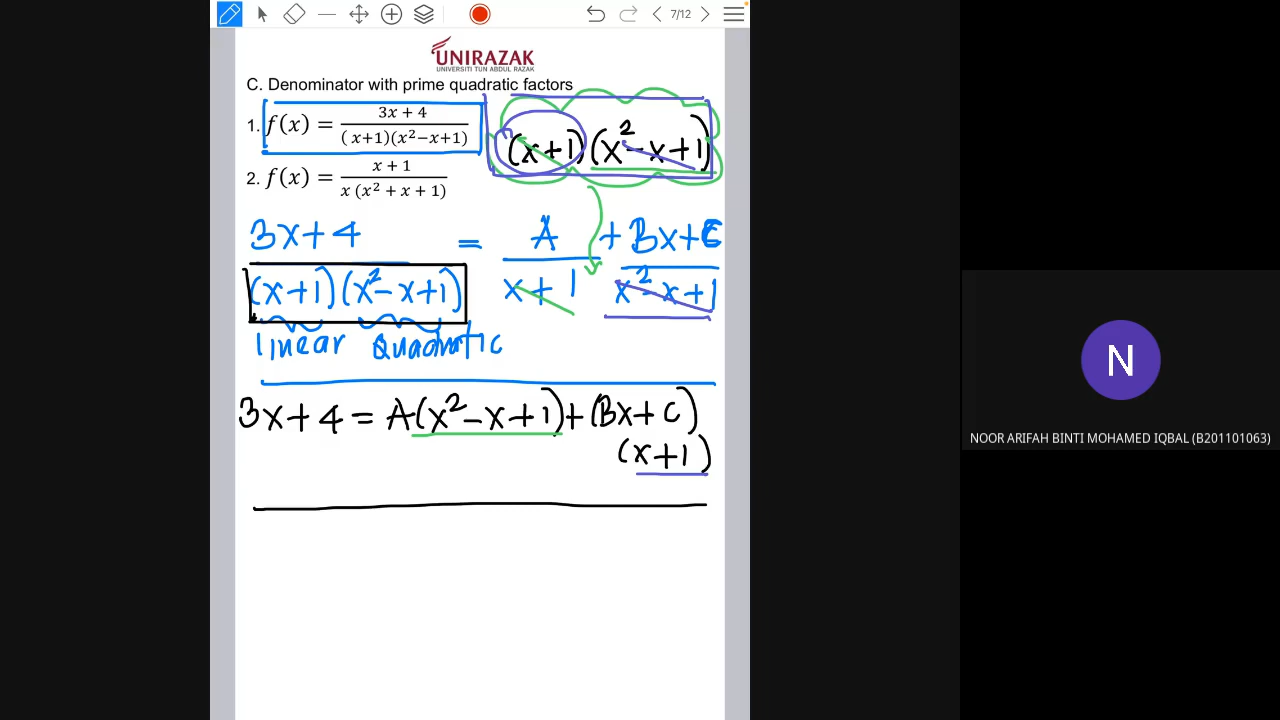 7/12
UNIRAZAK
UNIVERSITI TUN ABDUL RAZAK
C. Denominator with prime quadratic factors
1. f(x) = (3x + 4)/((x+1)(x²−x+1))
(x+1)(x²−x+1)
2. f(x) = (x + 1)/(x (x² + x + 1))
3x+4 = A + Bx+C
(x+1)(x²−x+1) x+1 x²−x+1
linear quadratic
3x+4 = A(x²−x+1)+(Bx+C)
(x+1)
N
NOOR ARIFAH BINTI MOHAMED IQBAL (B201101063)